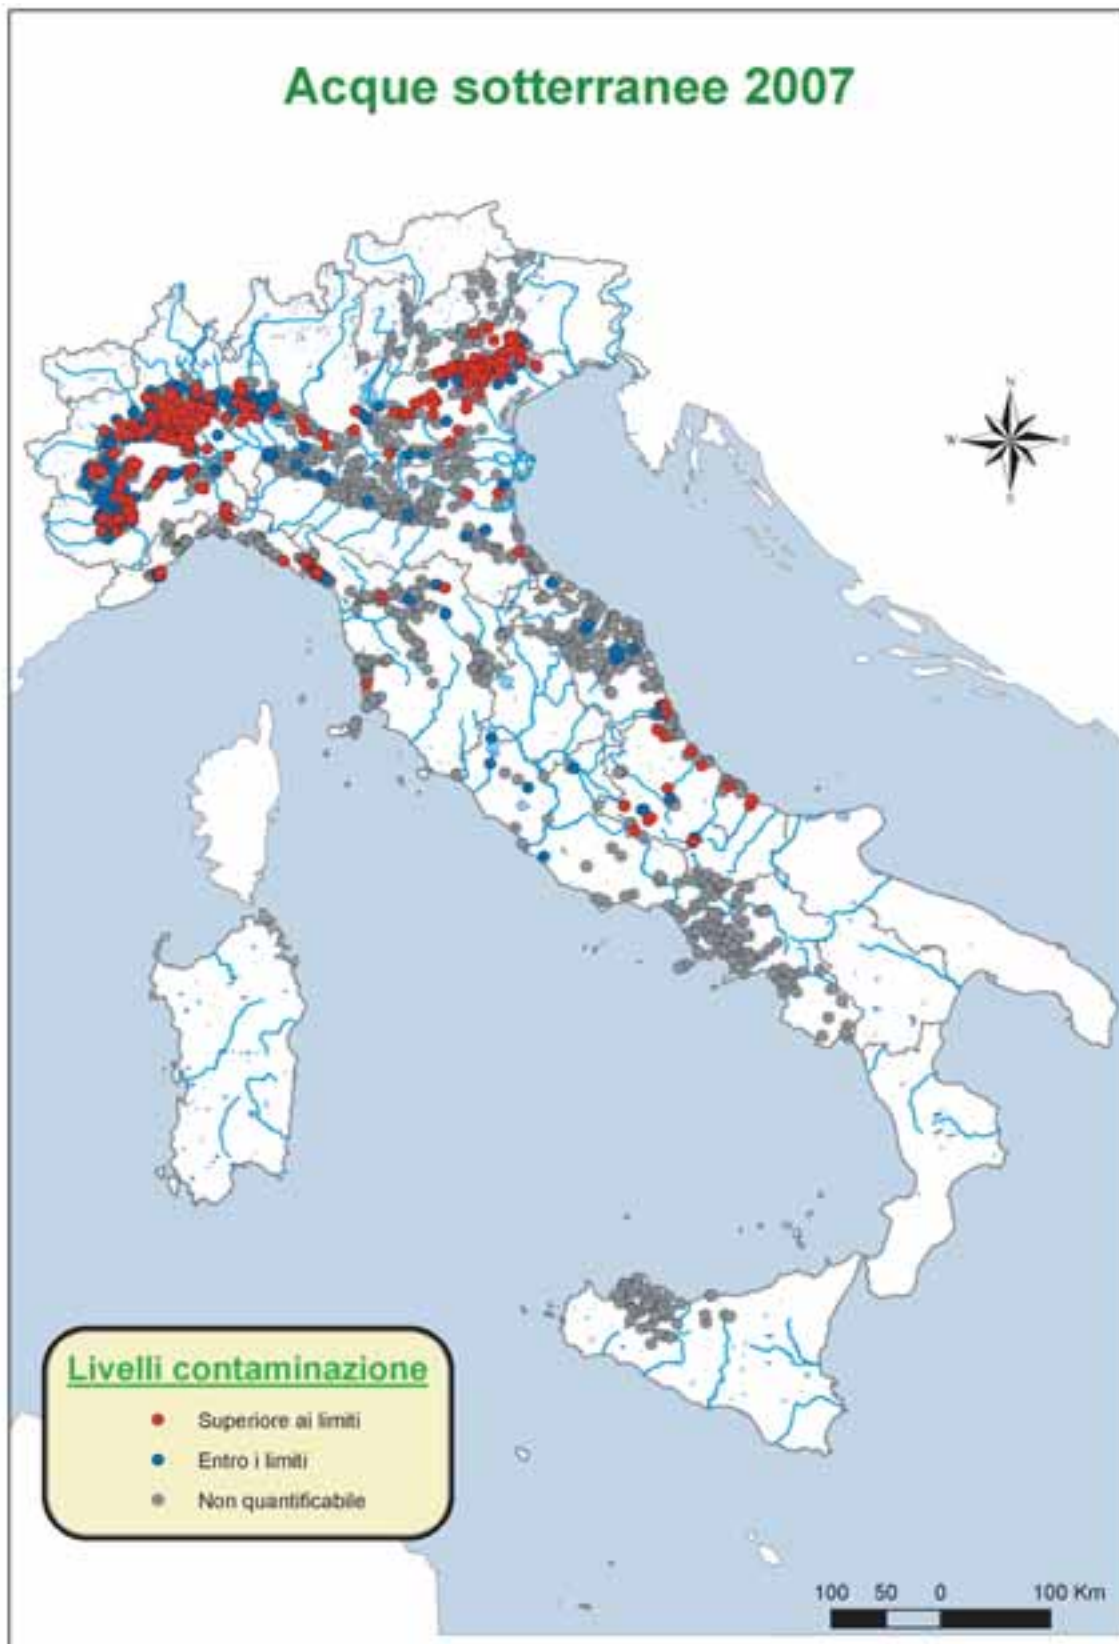 Acque sotterranee 2007
N
W E
S
Livelli contaminazione
Superiore ai limiti
Entro i limiti
Non quantificabile
100 50 0 100 Km